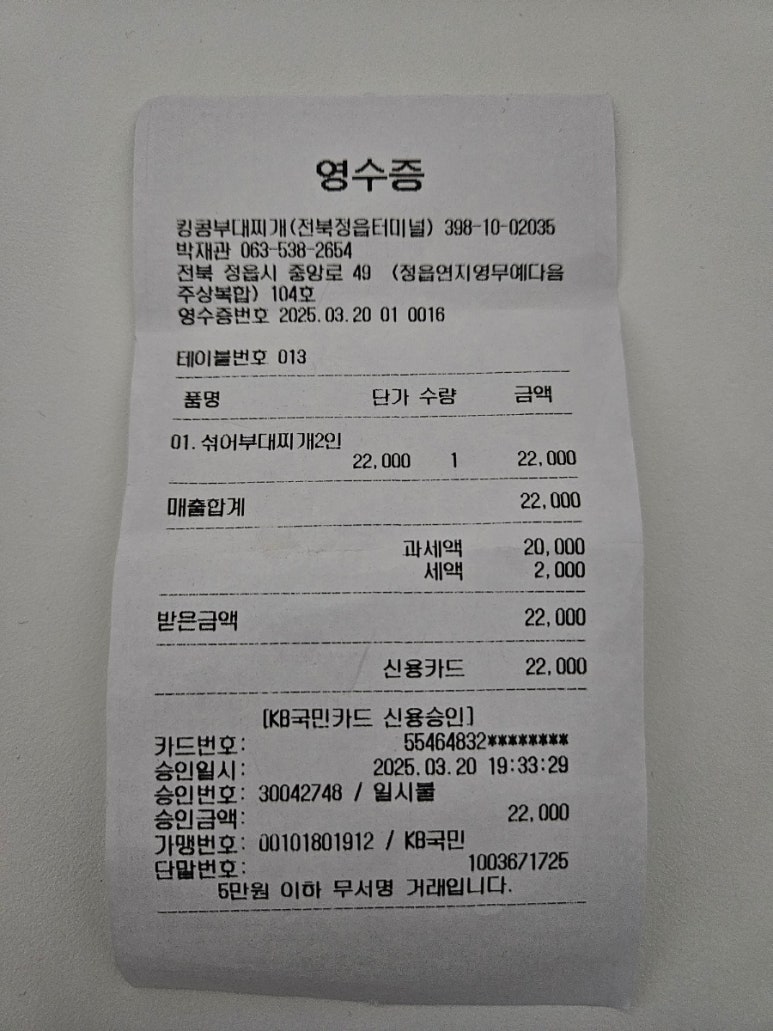 영수증
킹콩부대찌개(전북정읍터미널) 398-10-02035
박재관 063-538-2654
전북 정읍시 중앙로 49 (정읍연지영무예다음
주상복합) 104호
영수증번호 2025.03.20 01 0016
테이블번호 013
품명 단가 수량 금액
01. 섞어부대찌개2인
22,000 1 22,000
매출합계 22,000
과세액 20,000
세액 2,000
받은금액 22,000
신용카드 22,000
[KB국민카드 신용승인]
카드번호: 55464832********
승인일시: 2025.03.20 19:33:29
승인번호: 30042748 / 일시불
승인금액: 22,000
가맹번호: 00101801912 / KB국민
단말번호: 1003671725
5만원 이하 무서명 거래입니다.